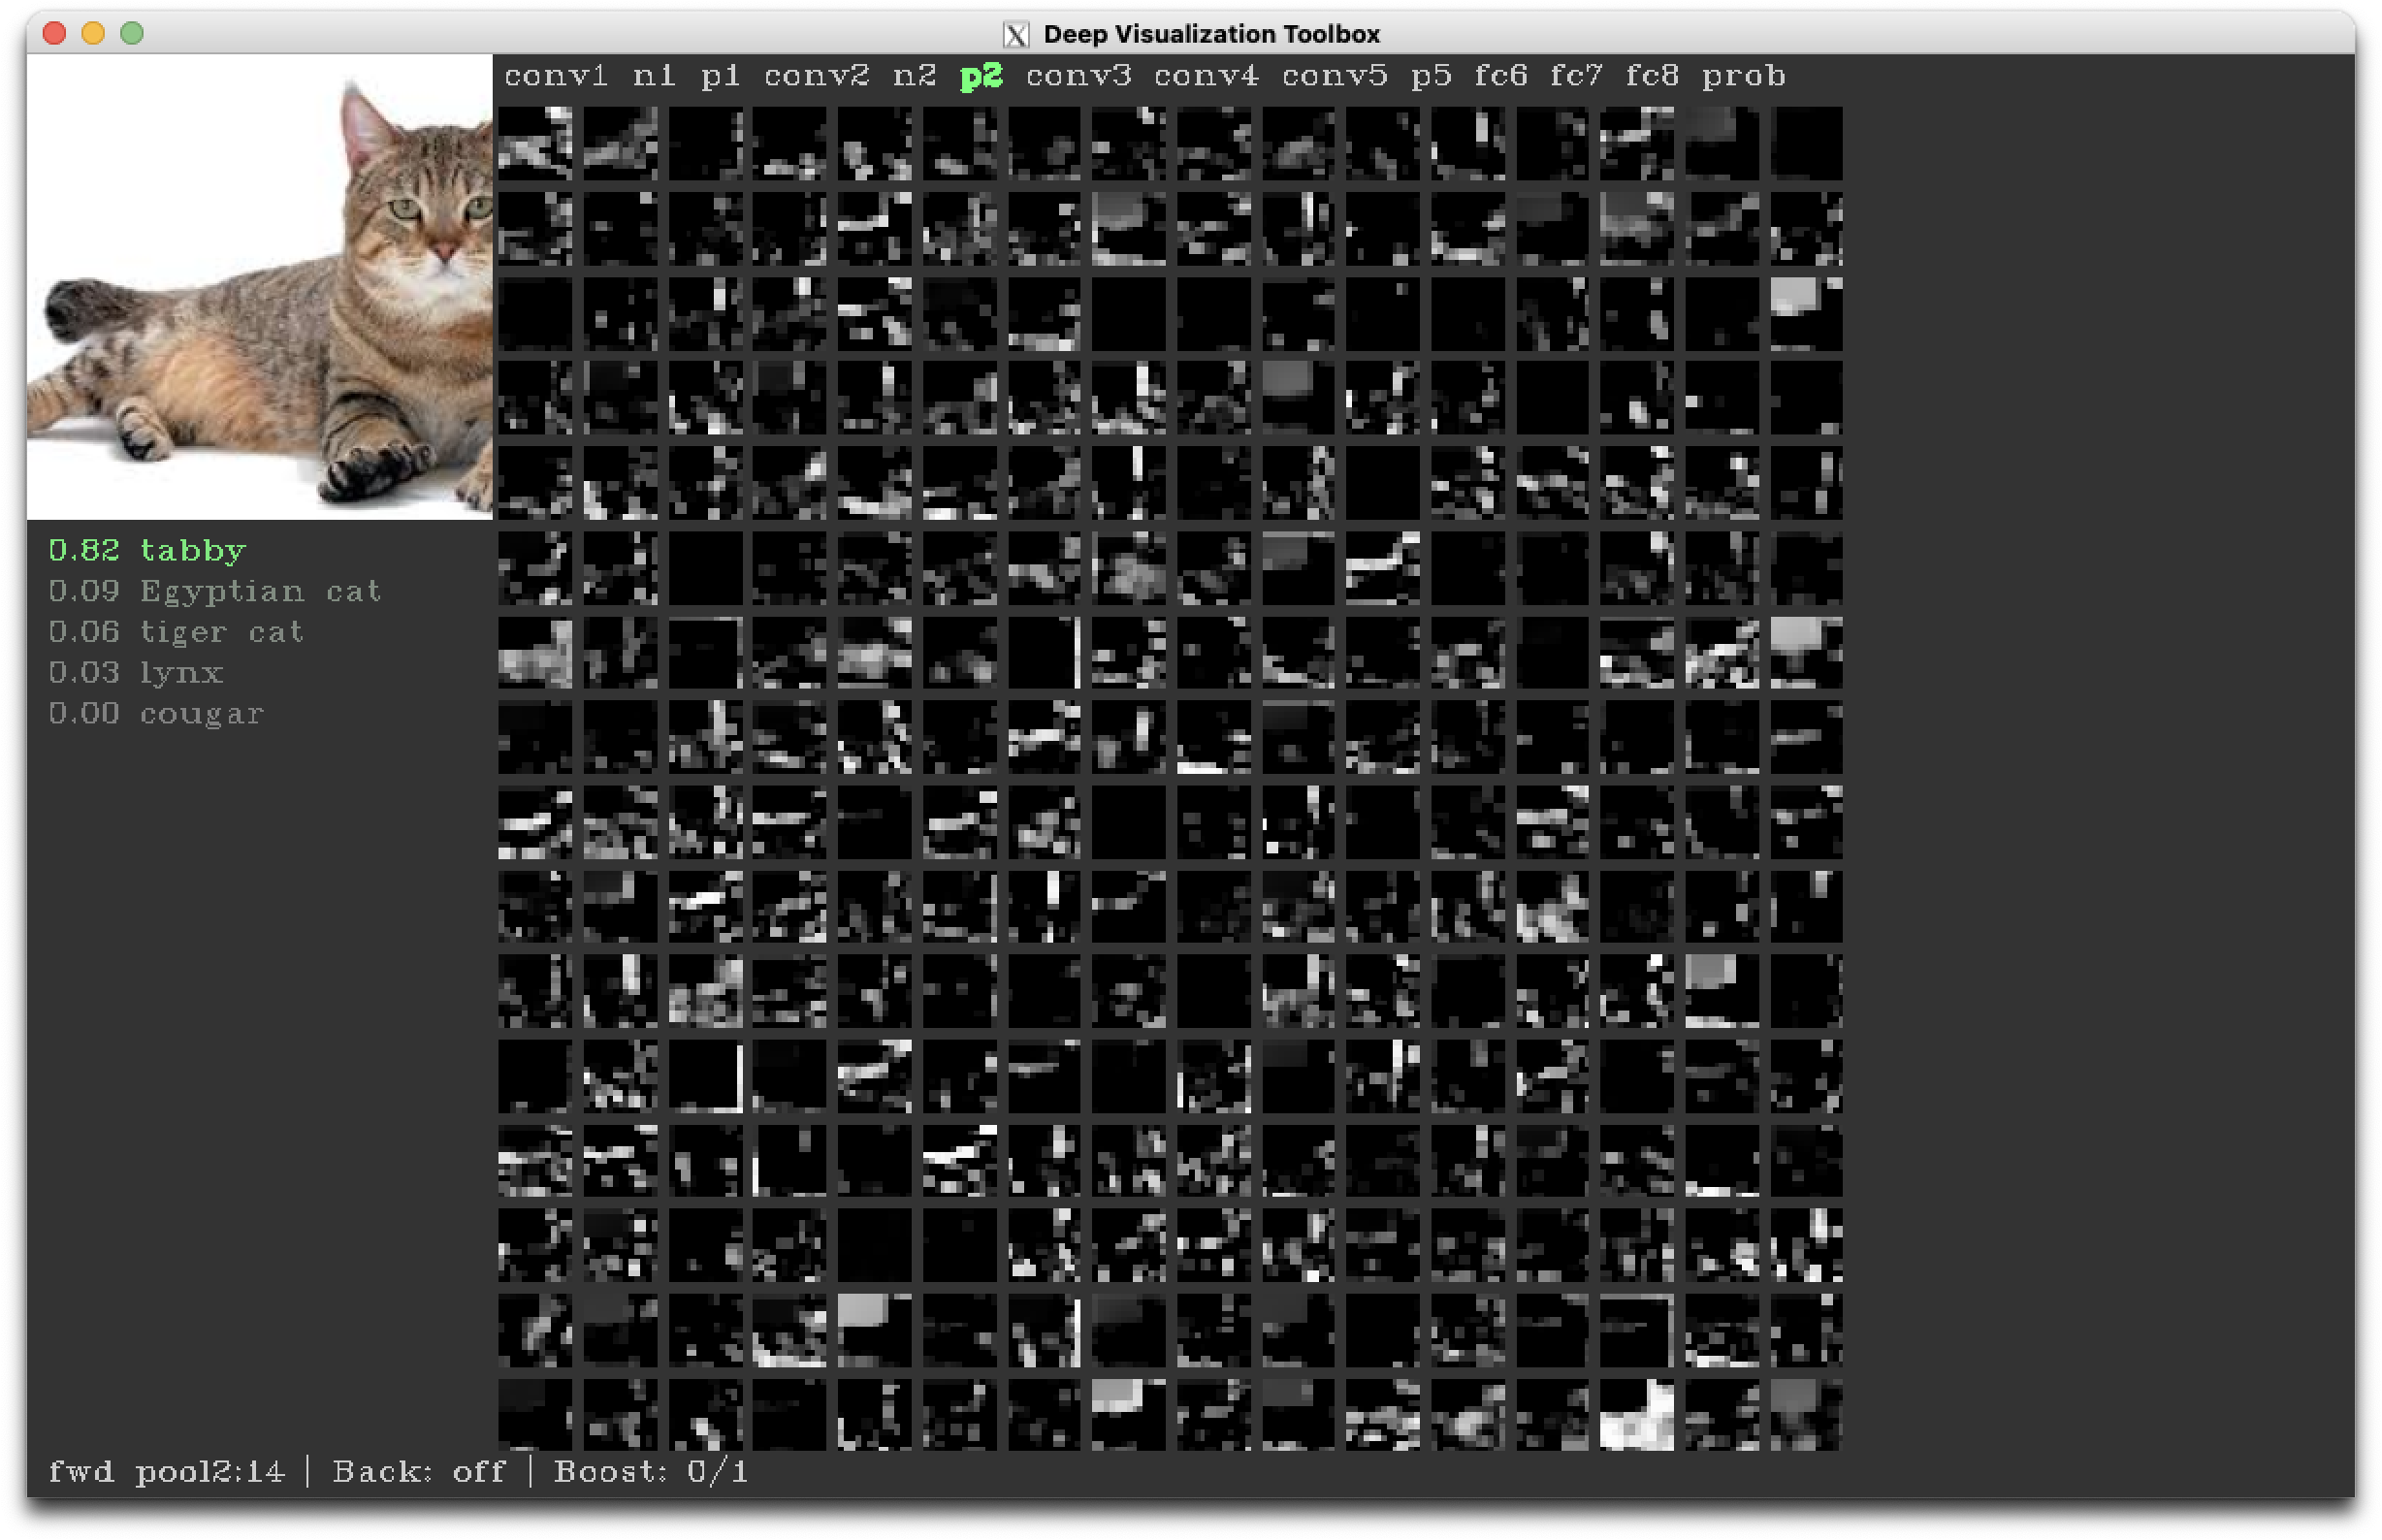 Deep Visualization Toolbox
conv1 n1 p1 conv2 n2 p2 conv3 conv4 conv5 p5 fc6 fc7 fc8 prob
0.82 tabby
0.09 Egyptian cat
0.06 tiger cat
0.03 lynx
0.00 cougar
fwd pool2:14 | Back: off | Boost: 0/1